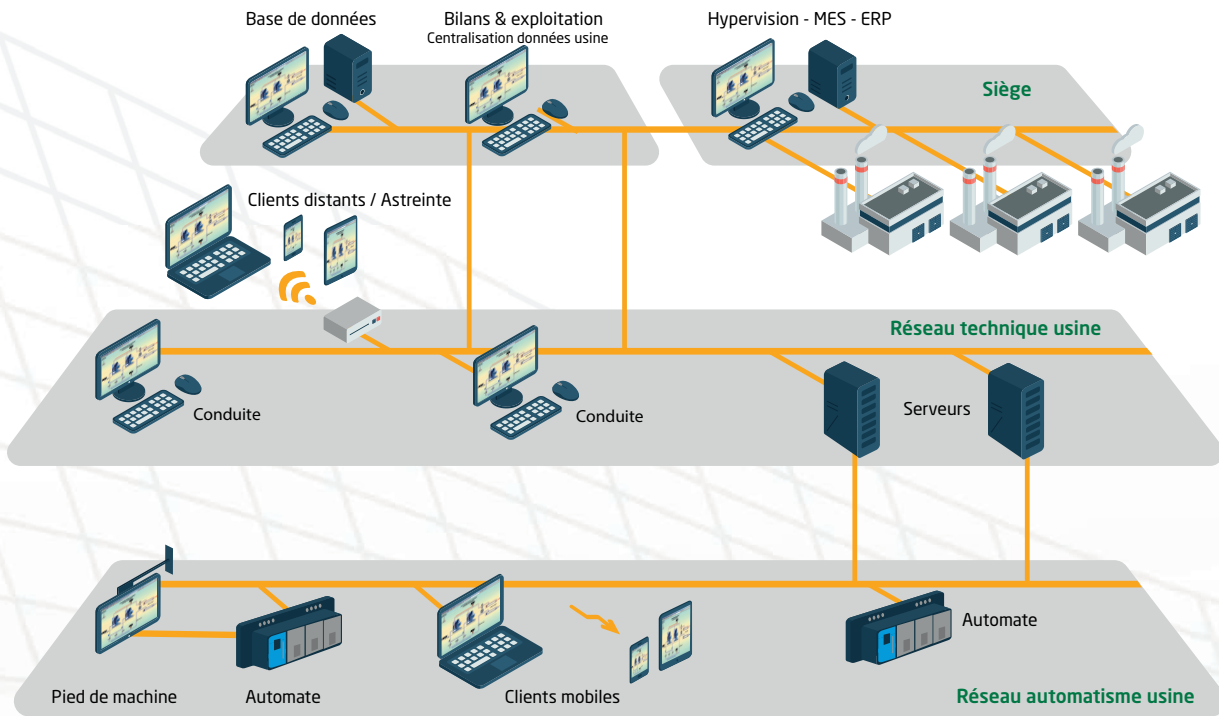 Base de données
Bilans & exploitation
Centralisation données usine
Hypervision - MES - ERP
Siège
Clients distants / Astreinte
Réseau technique usine
Conduite
Conduite
Serveurs
Automate
Pied de machine
Automate
Clients mobiles
Réseau automatisme usine